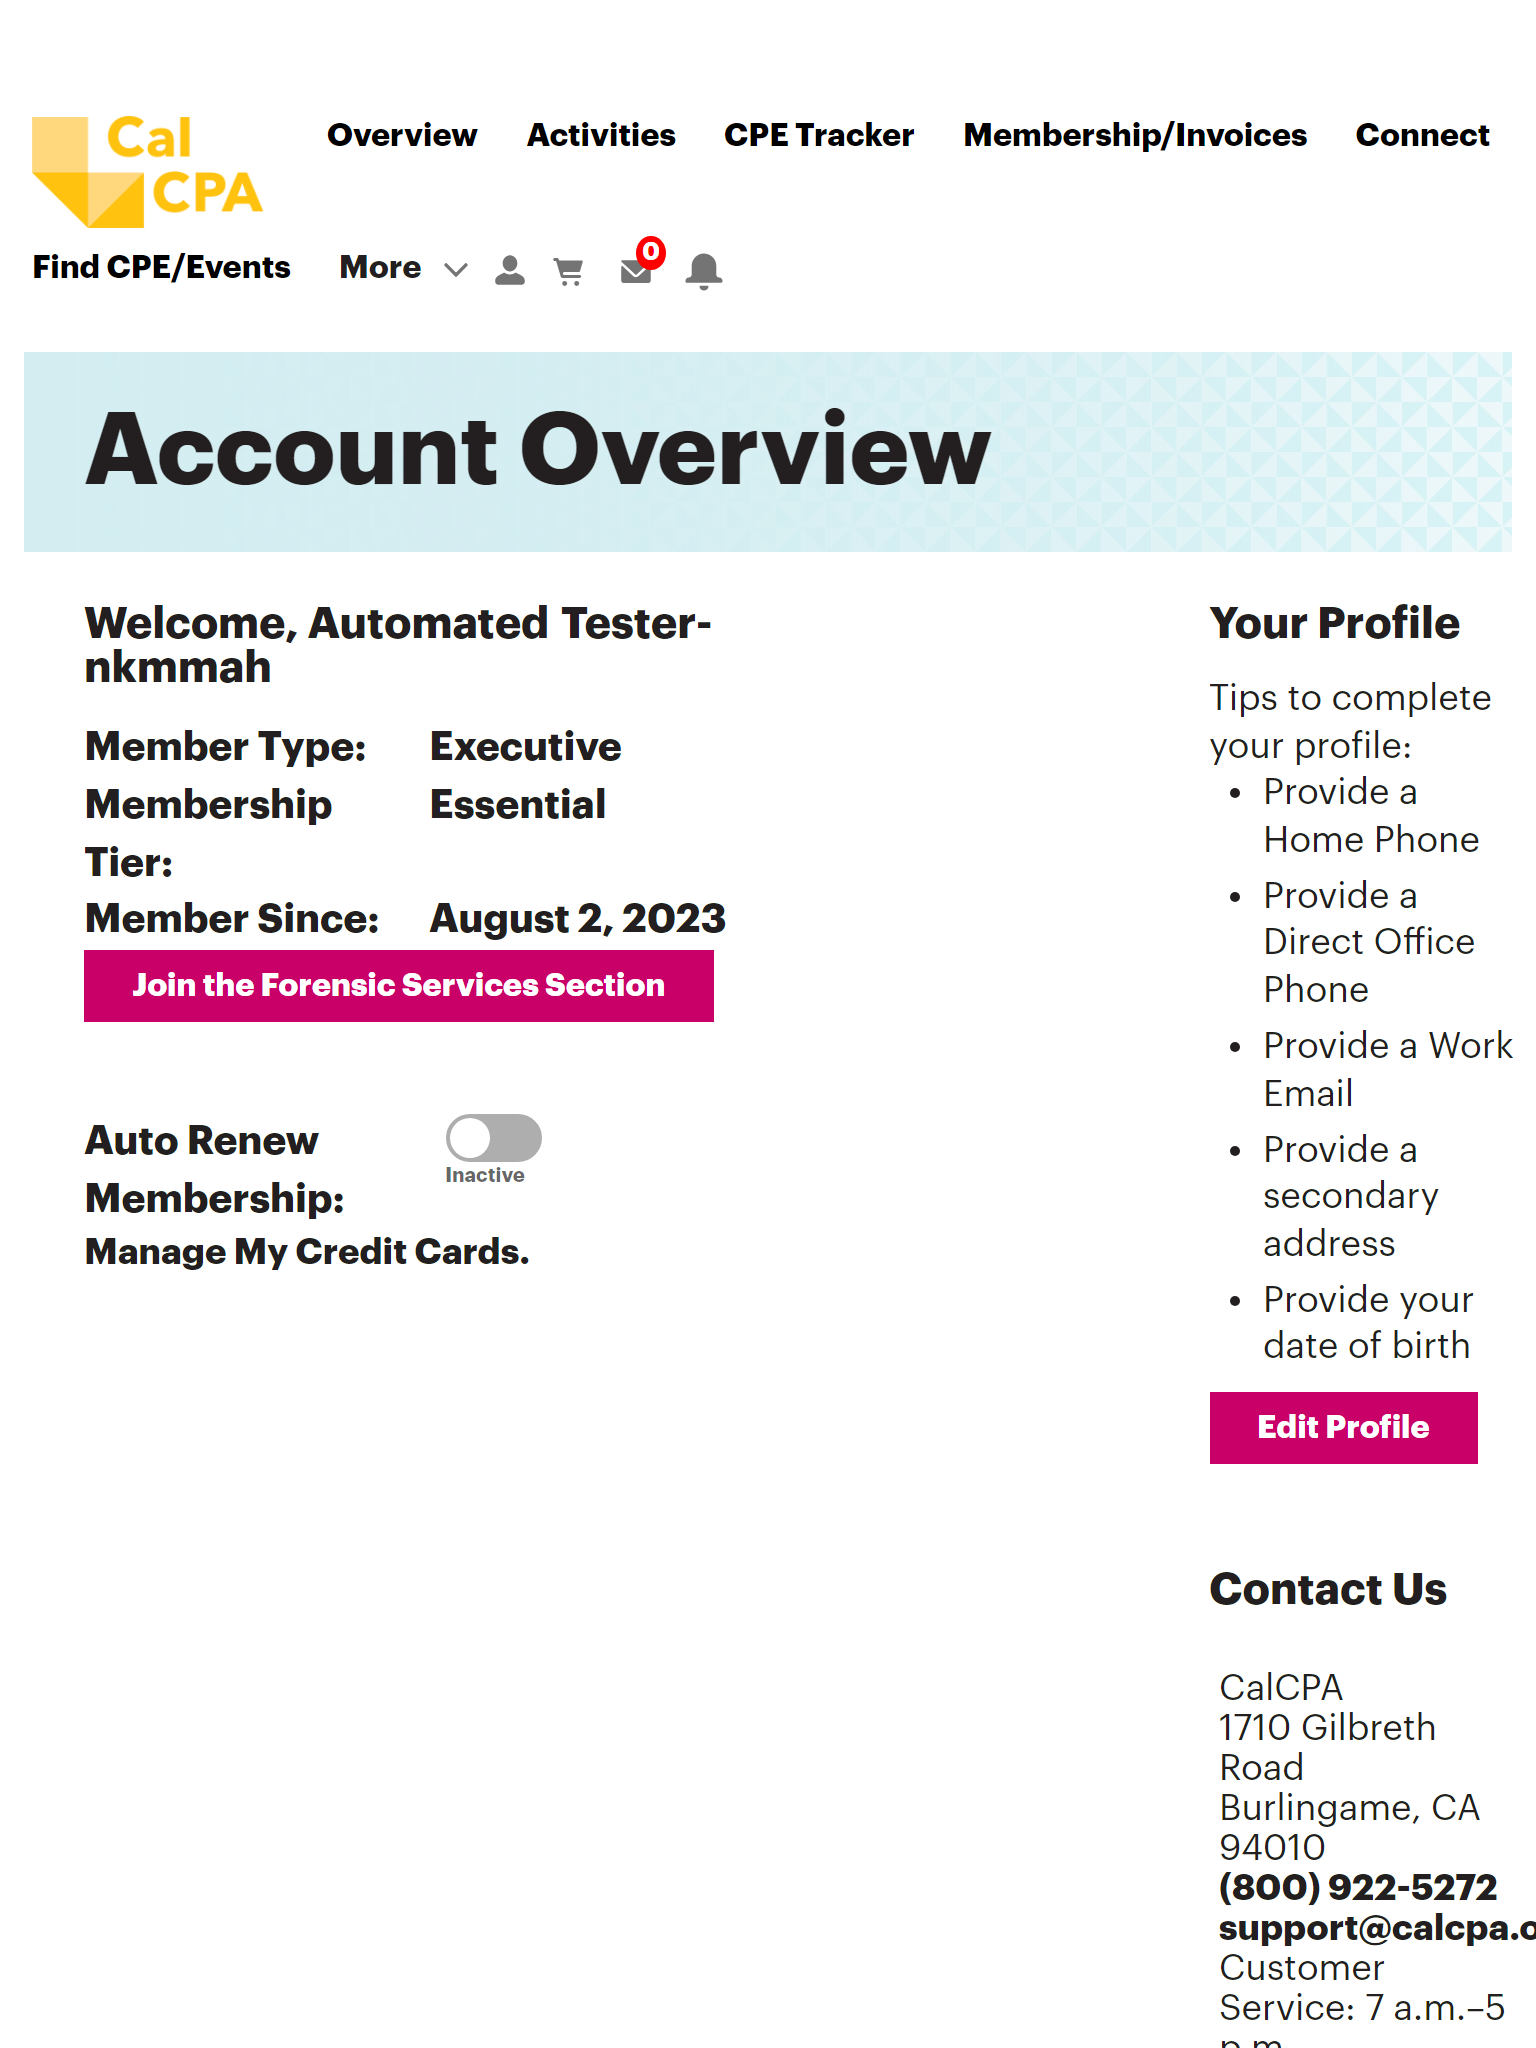 Cal
CPA
Overview
Activities
CPE Tracker
Membership/Invoices
Connect
Find CPE/Events
More
0
Account Overview
Welcome, Automated Tester-
nkmmah
Member Type: Executive
Membership Essential
Tier:
Member Since: August 2, 2023
Join the Forensic Services Section
Auto Renew
Membership:
Inactive
Manage My Credit Cards.
Your Profile
Tips to complete
your profile:
• Provide a
Home Phone
• Provide a
Direct Office
Phone
• Provide a Work
Email
• Provide a
secondary
address
• Provide your
date of birth
Edit Profile
Contact Us
CalCPA
1710 Gilbreth
Road
Burlingame, CA
94010
(800) 922-5272
support@calcpa.o
Customer
Service: 7 a.m.–5
p.m.